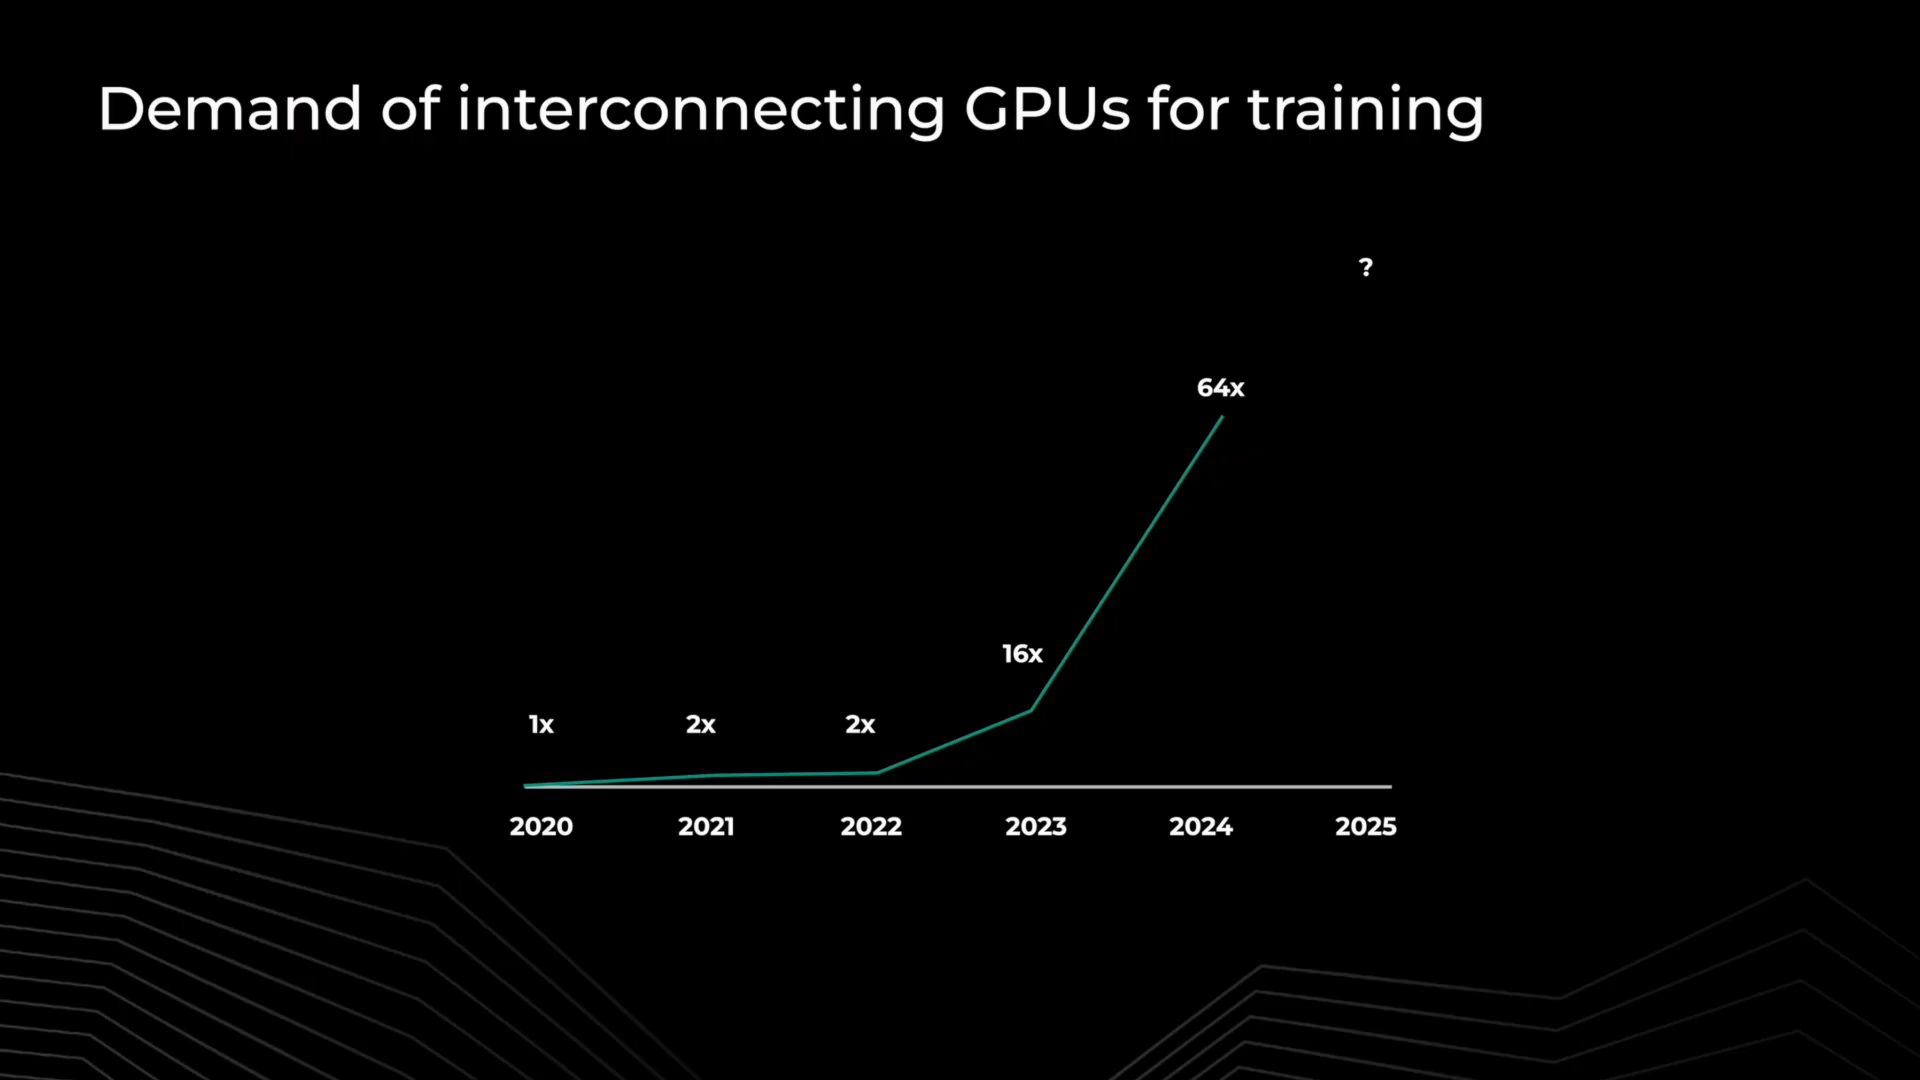 Demand of interconnecting GPUs for training
?
64x
16x
1x 2x 2x
2020 2021 2022 2023 2024 2025